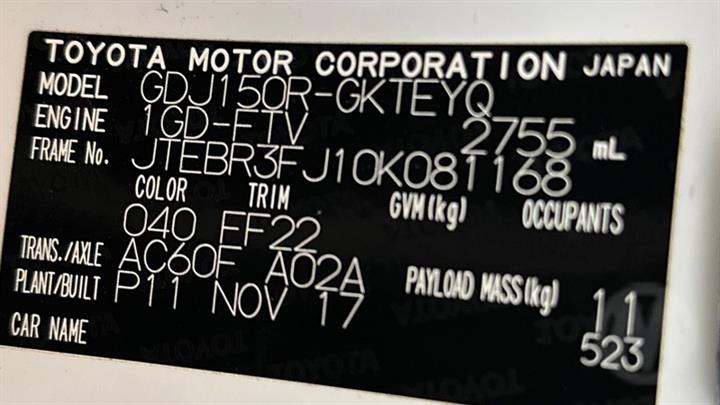 TOYOTA MOTOR CORPORATION JAPAN
MODEL GDJ150R-GKTEYQ
ENGINE 1GD-FTV 2755 mL
FRAME No. JTEBR3FJ10K081168
COLOR TRIM GVM(kg) OCCUPANTS
040 FF22
TRANS./AXLE AC60F A02A
PLANT/BUILT P11 NOV 17 PAYLOAD MASS(kg) 11
CAR NAME 523